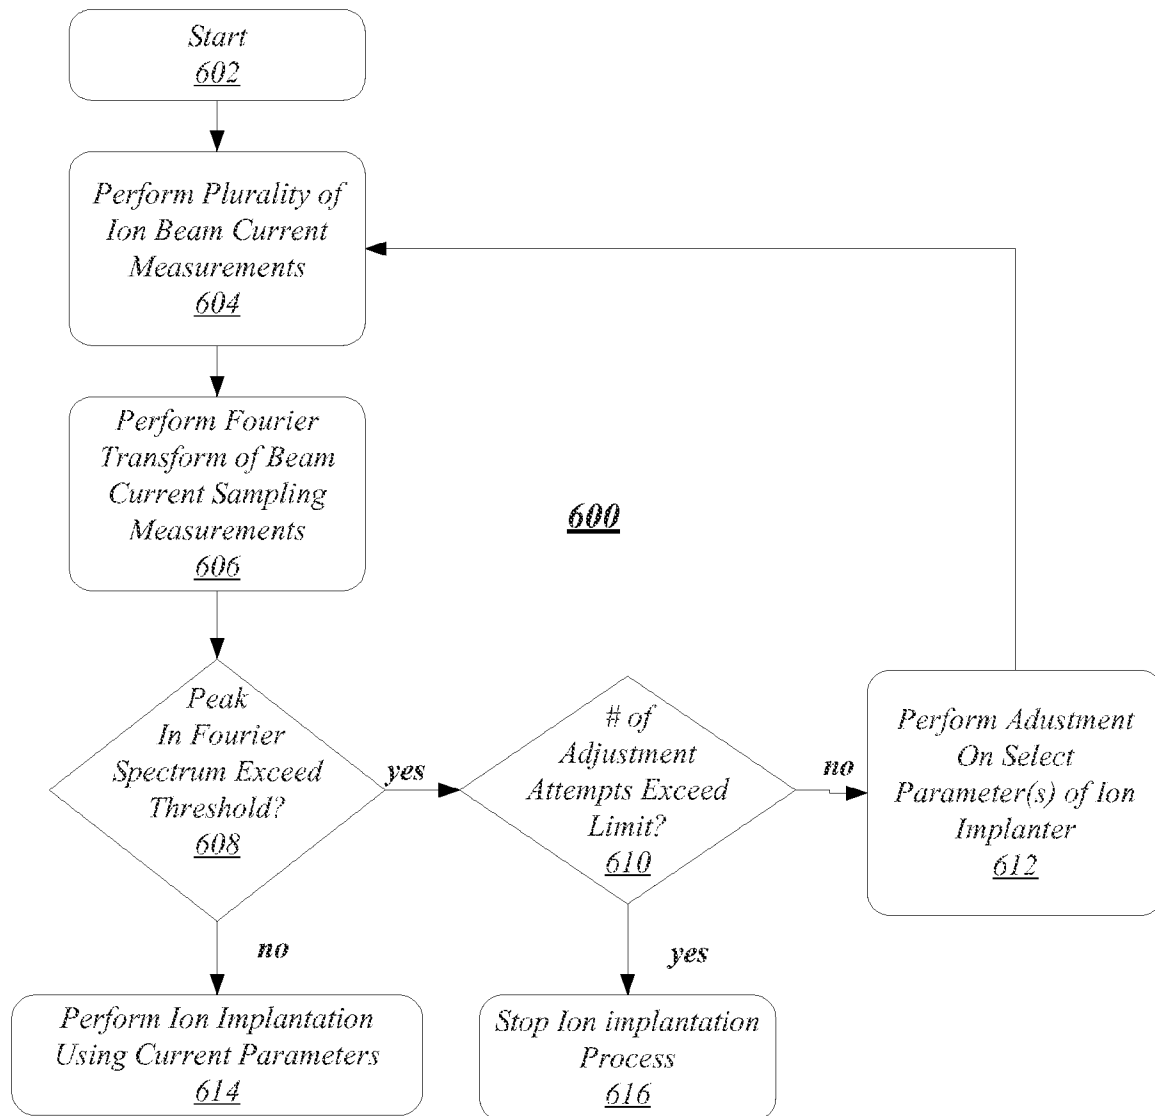 Start
602
Perform Plurality of
Ion Beam Current
Measurements
604
Perform Fourier
Transform of Beam
Current Sampling
Measurements
606
600
Peak
In Fourier
Spectrum Exceed
Threshold?
608
yes
# of
Adjustment
Attempts Exceed
Limit?
610
no
Perform Adustment
On Select
Parameter(s) of Ion
Implanter
612
no
yes
Perform Ion Implantation
Using Current Parameters
614
Stop Ion implantation
Process
616